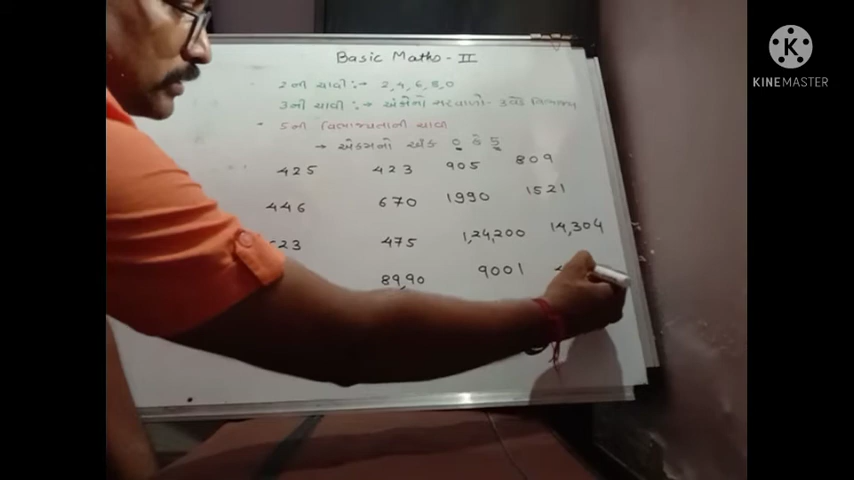 Basic Maths - II
2 ની ચાવી :→ 2, 4, 6, 8, 0
3 ની ચાવી :→ અંકોનો સરવાળો - 3 વડે વિભાજ્ય
- 5 ની વિભાજ્યતાની ચાવી
→ એકમનો અંક 0 કે 5
425 423 905 809
446 670 1990 1521
23 475 1,24,200 14,304
89,90 9001
KINEMASTER